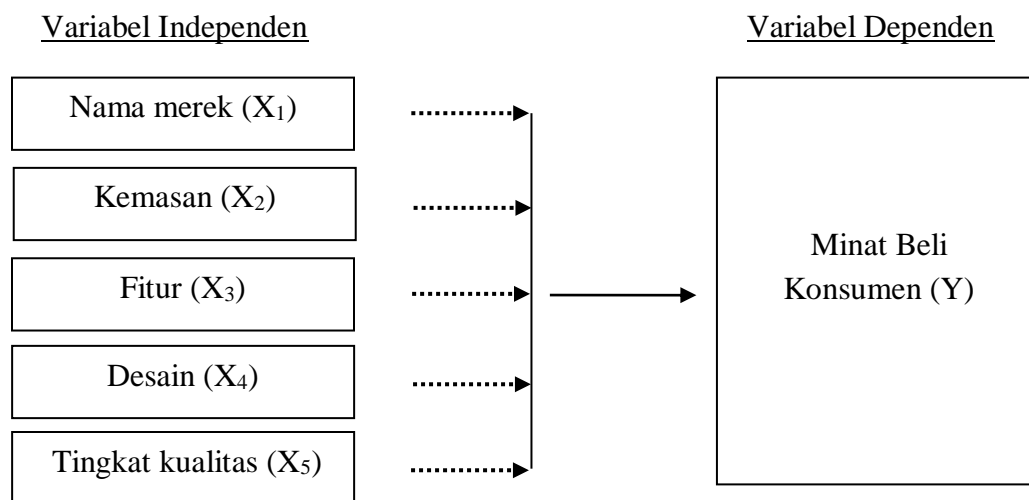 Variabel Independen
Variabel Dependen
Nama merek (X₁)
Kemasan (X₂)
Fitur (X₃)
Desain (X₄)
Tingkat kualitas (X₅)
Minat Beli
Konsumen (Y)